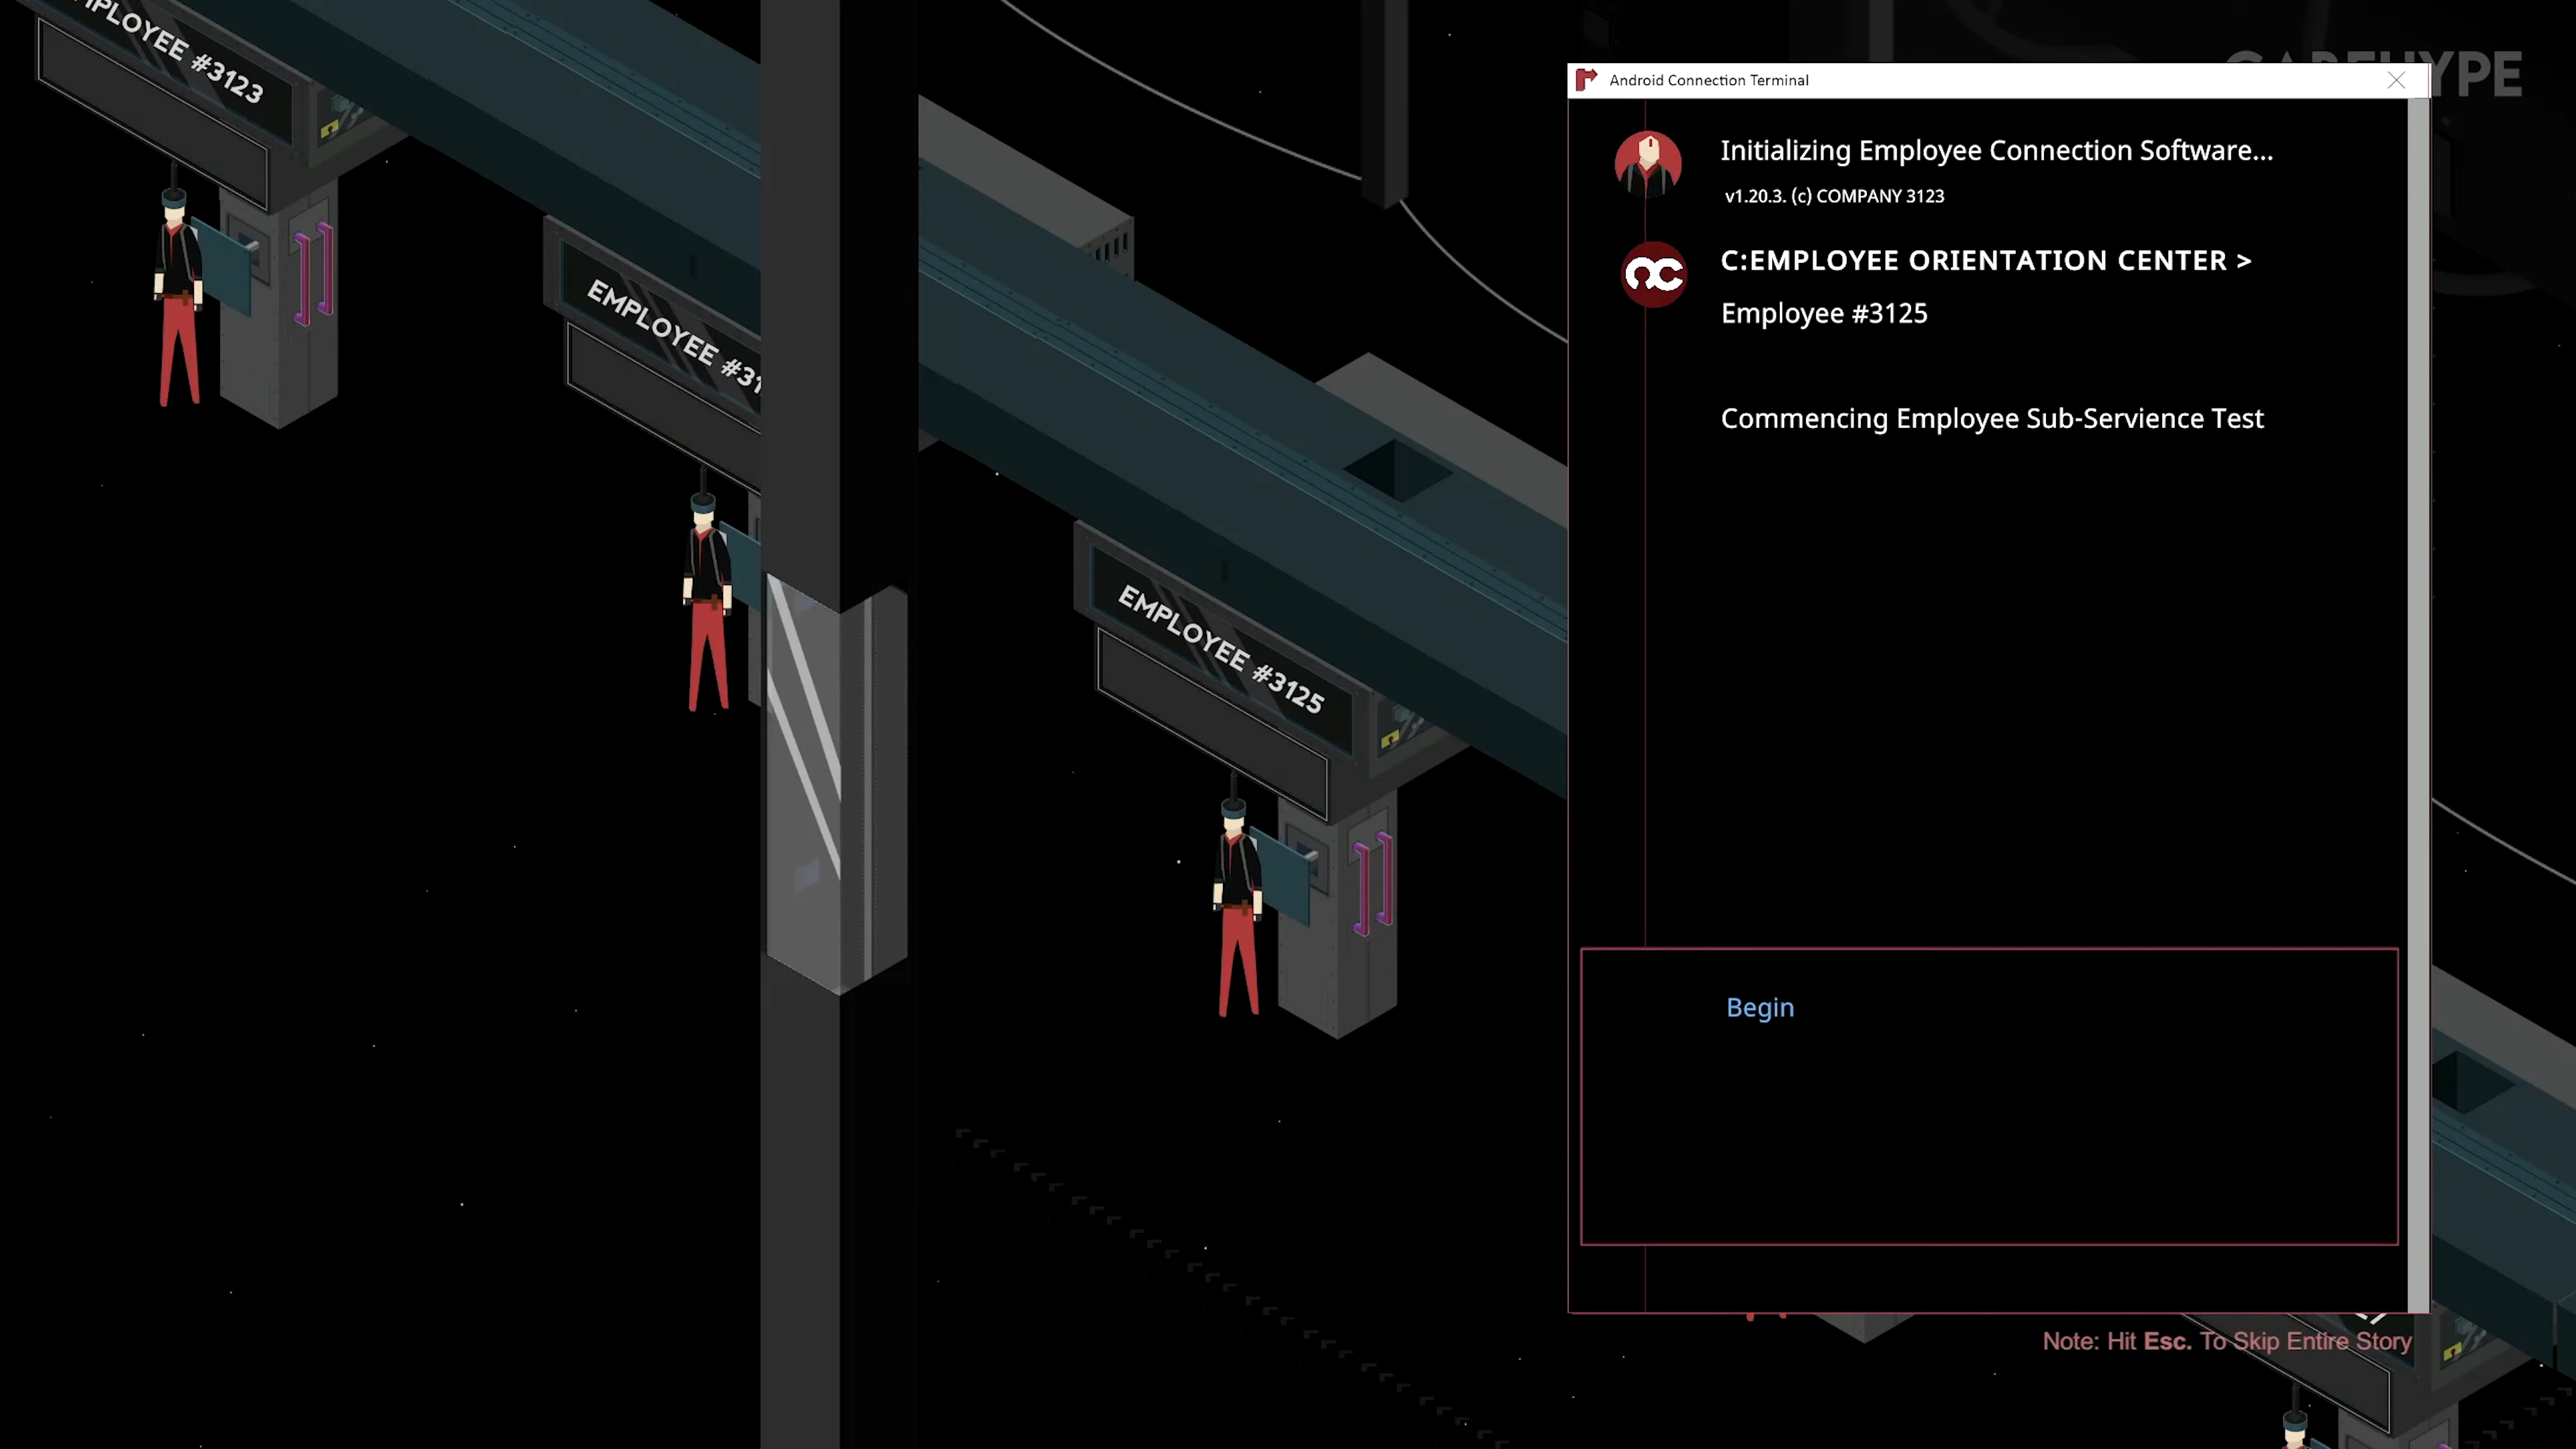 EMPLOYEE #3123
EMPLOYEE #31
EMPLOYEE #3125
Android Connection Terminal
Initializing Employee Connection Software...
v1.20.3. (c) COMPANY 3123
C:EMPLOYEE ORIENTATION CENTER >
Employee #3125
Commencing Employee Sub-Servience Test
Begin
Note: Hit Esc. To Skip Entire Story